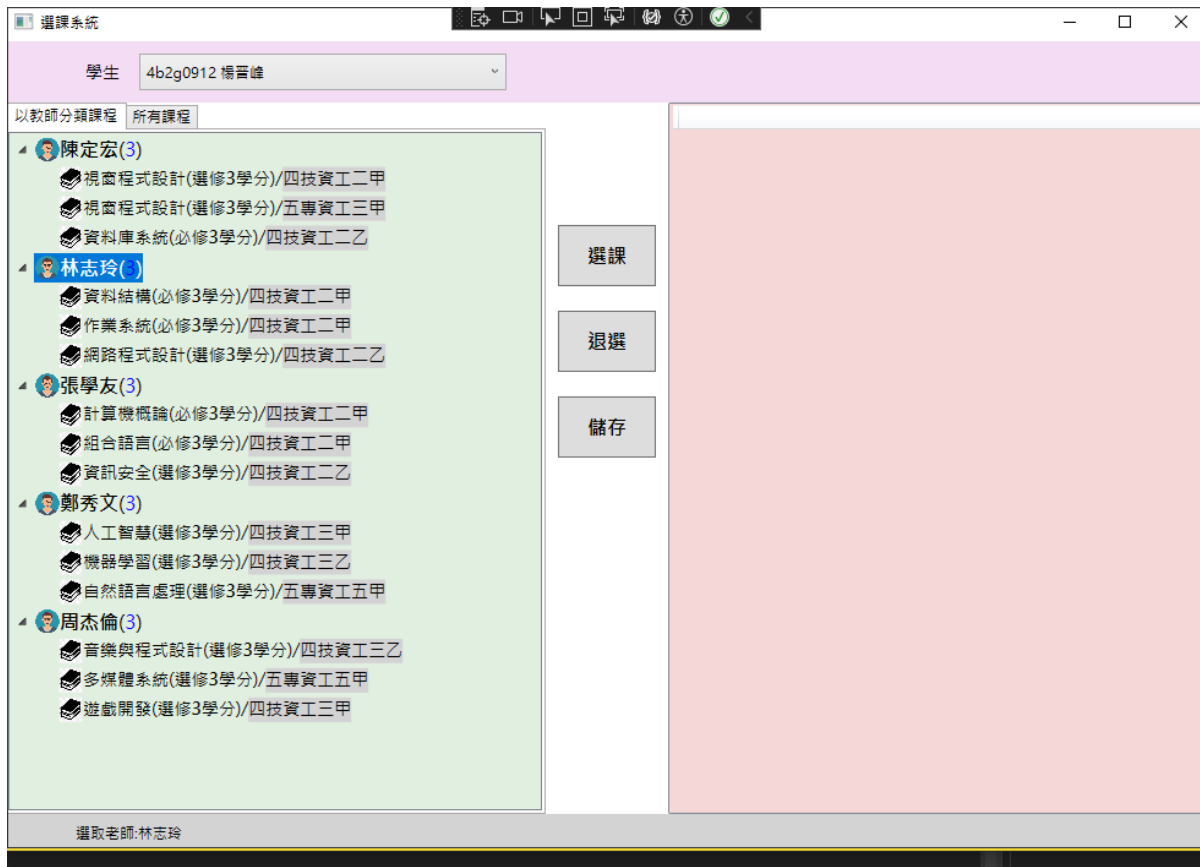 選課系統
學生 4b2g0912 楊晋峰
以教師分類課程 所有課程
陳定宏(3)
視窗程式設計(選修3學分)/四技資工二甲
視窗程式設計(選修3學分)/五專資工三甲
資料庫系統(必修3學分)/四技資工二乙
林志玲(3)
資料結構(必修3學分)/四技資工二甲
作業系統(必修3學分)/四技資工二甲
網路程式設計(選修3學分)/四技資工二乙
張學友(3)
計算機概論(必修3學分)/四技資工二甲
組合語言(必修3學分)/四技資工二甲
資訊安全(選修3學分)/四技資工二乙
鄭秀文(3)
人工智慧(選修3學分)/四技資工三甲
機器學習(選修3學分)/四技資工三乙
自然語言處理(選修3學分)/五專資工五甲
周杰倫(3)
音樂與程式設計(選修3學分)/四技資工三乙
多媒體系統(選修3學分)/五專資工五甲
遊戲開發(選修3學分)/四技資工三甲
選課
退選
儲存
選取老師:林志玲